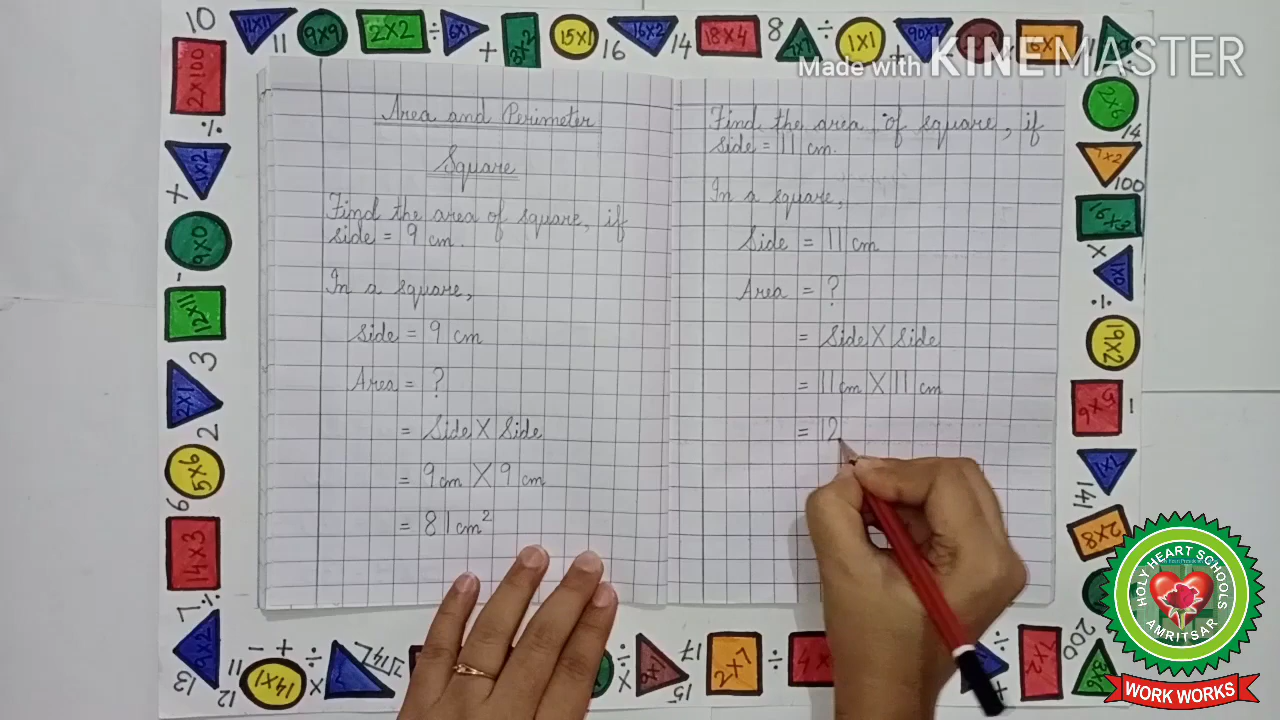 Made with KINEMASTER
Area and Perimeter
Square
Find the area of square, if
side = 9 cm.
In a square,
side = 9 cm
Area = ?
= Side X Side
= 9 cm X 9 cm
= 81 cm²
Find the area of square, if
side = 11 cm.
In a square,
Side = 11 cm
Area = ?
= Side X Side
= 11 cm X 11 cm
= 12
10
11X11
11
9X9
2X2
÷
6X1
+
15X1
16
16X2
14
18X4
8
7X7
÷
1X1
2X100
%
1X2
X
9X0
-
12X11
3
2X1
2
5X6
6
14X3
÷
7
9X2
13
11
14X1
12
2X6
14
100
X
÷
19X2
5X6
1
1X2
141
2X8
200
15
17
2X7
÷
HOLY HEART SCHOOLS
AMRITSAR
WORK WORKS